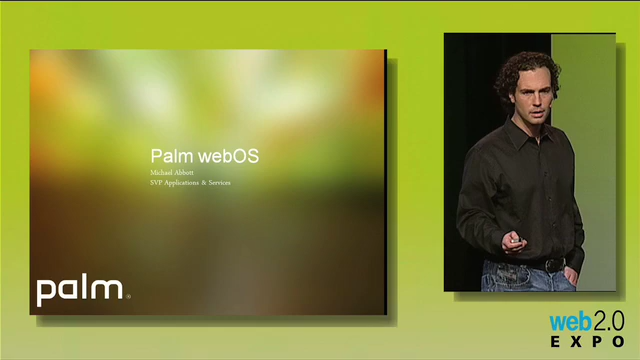 Palm webOS
Michael Abbott
SVP Applications & Services
palm®
web2.0
EXPO